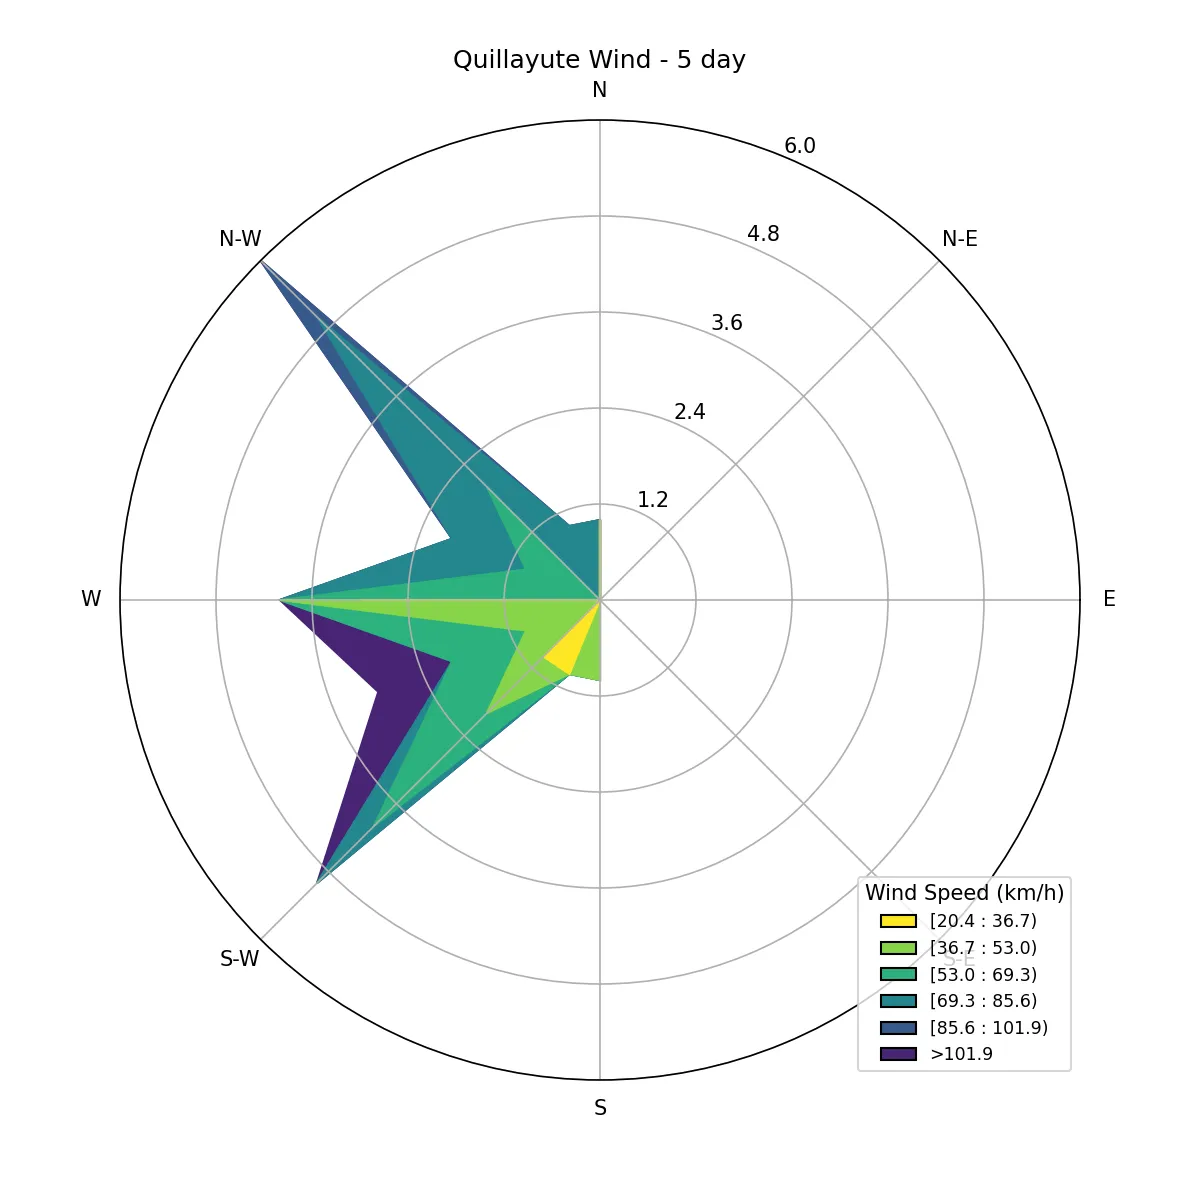 Quillayute Wind - 5 day
N
6.0
N-W
N-E
4.8
3.6
2.4
1.2
W
E
S-W
S-E
S
Wind Speed (km/h)
[20.4 : 36.7)
[36.7 : 53.0)
[53.0 : 69.3)
[69.3 : 85.6)
[85.6 : 101.9)
>101.9